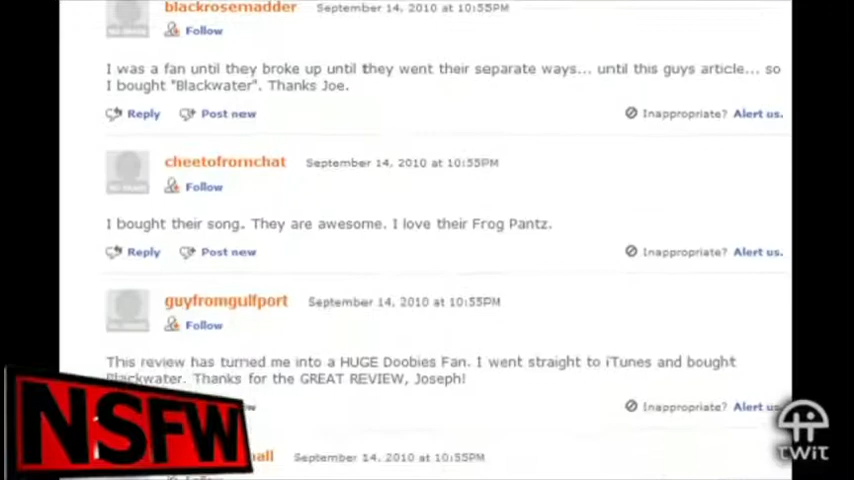 blackrosemadder September 14, 2010 at 10:55PM
Follow
I was a fan until they broke up until they went their separate ways... until this guys article... so
I bought "Blackwater". Thanks Joe.
Reply Post new Inappropriate? Alert us.
cheetofromchat September 14, 2010 at 10:55PM
Follow
I bought their song. They are awesome. I love their Frog Pantz.
Reply Post new Inappropriate? Alert us.
guyfromgulfport September 14, 2010 at 10:55PM
Follow
This review has turned me into a HUGE Doobies Fan. I went straight to iTunes and bought
Blackwater. Thanks for the GREAT REVIEW, Joseph!
Inappropriate? Alert us.
September 14, 2010 at 10:55PM
NSFW
TWiT